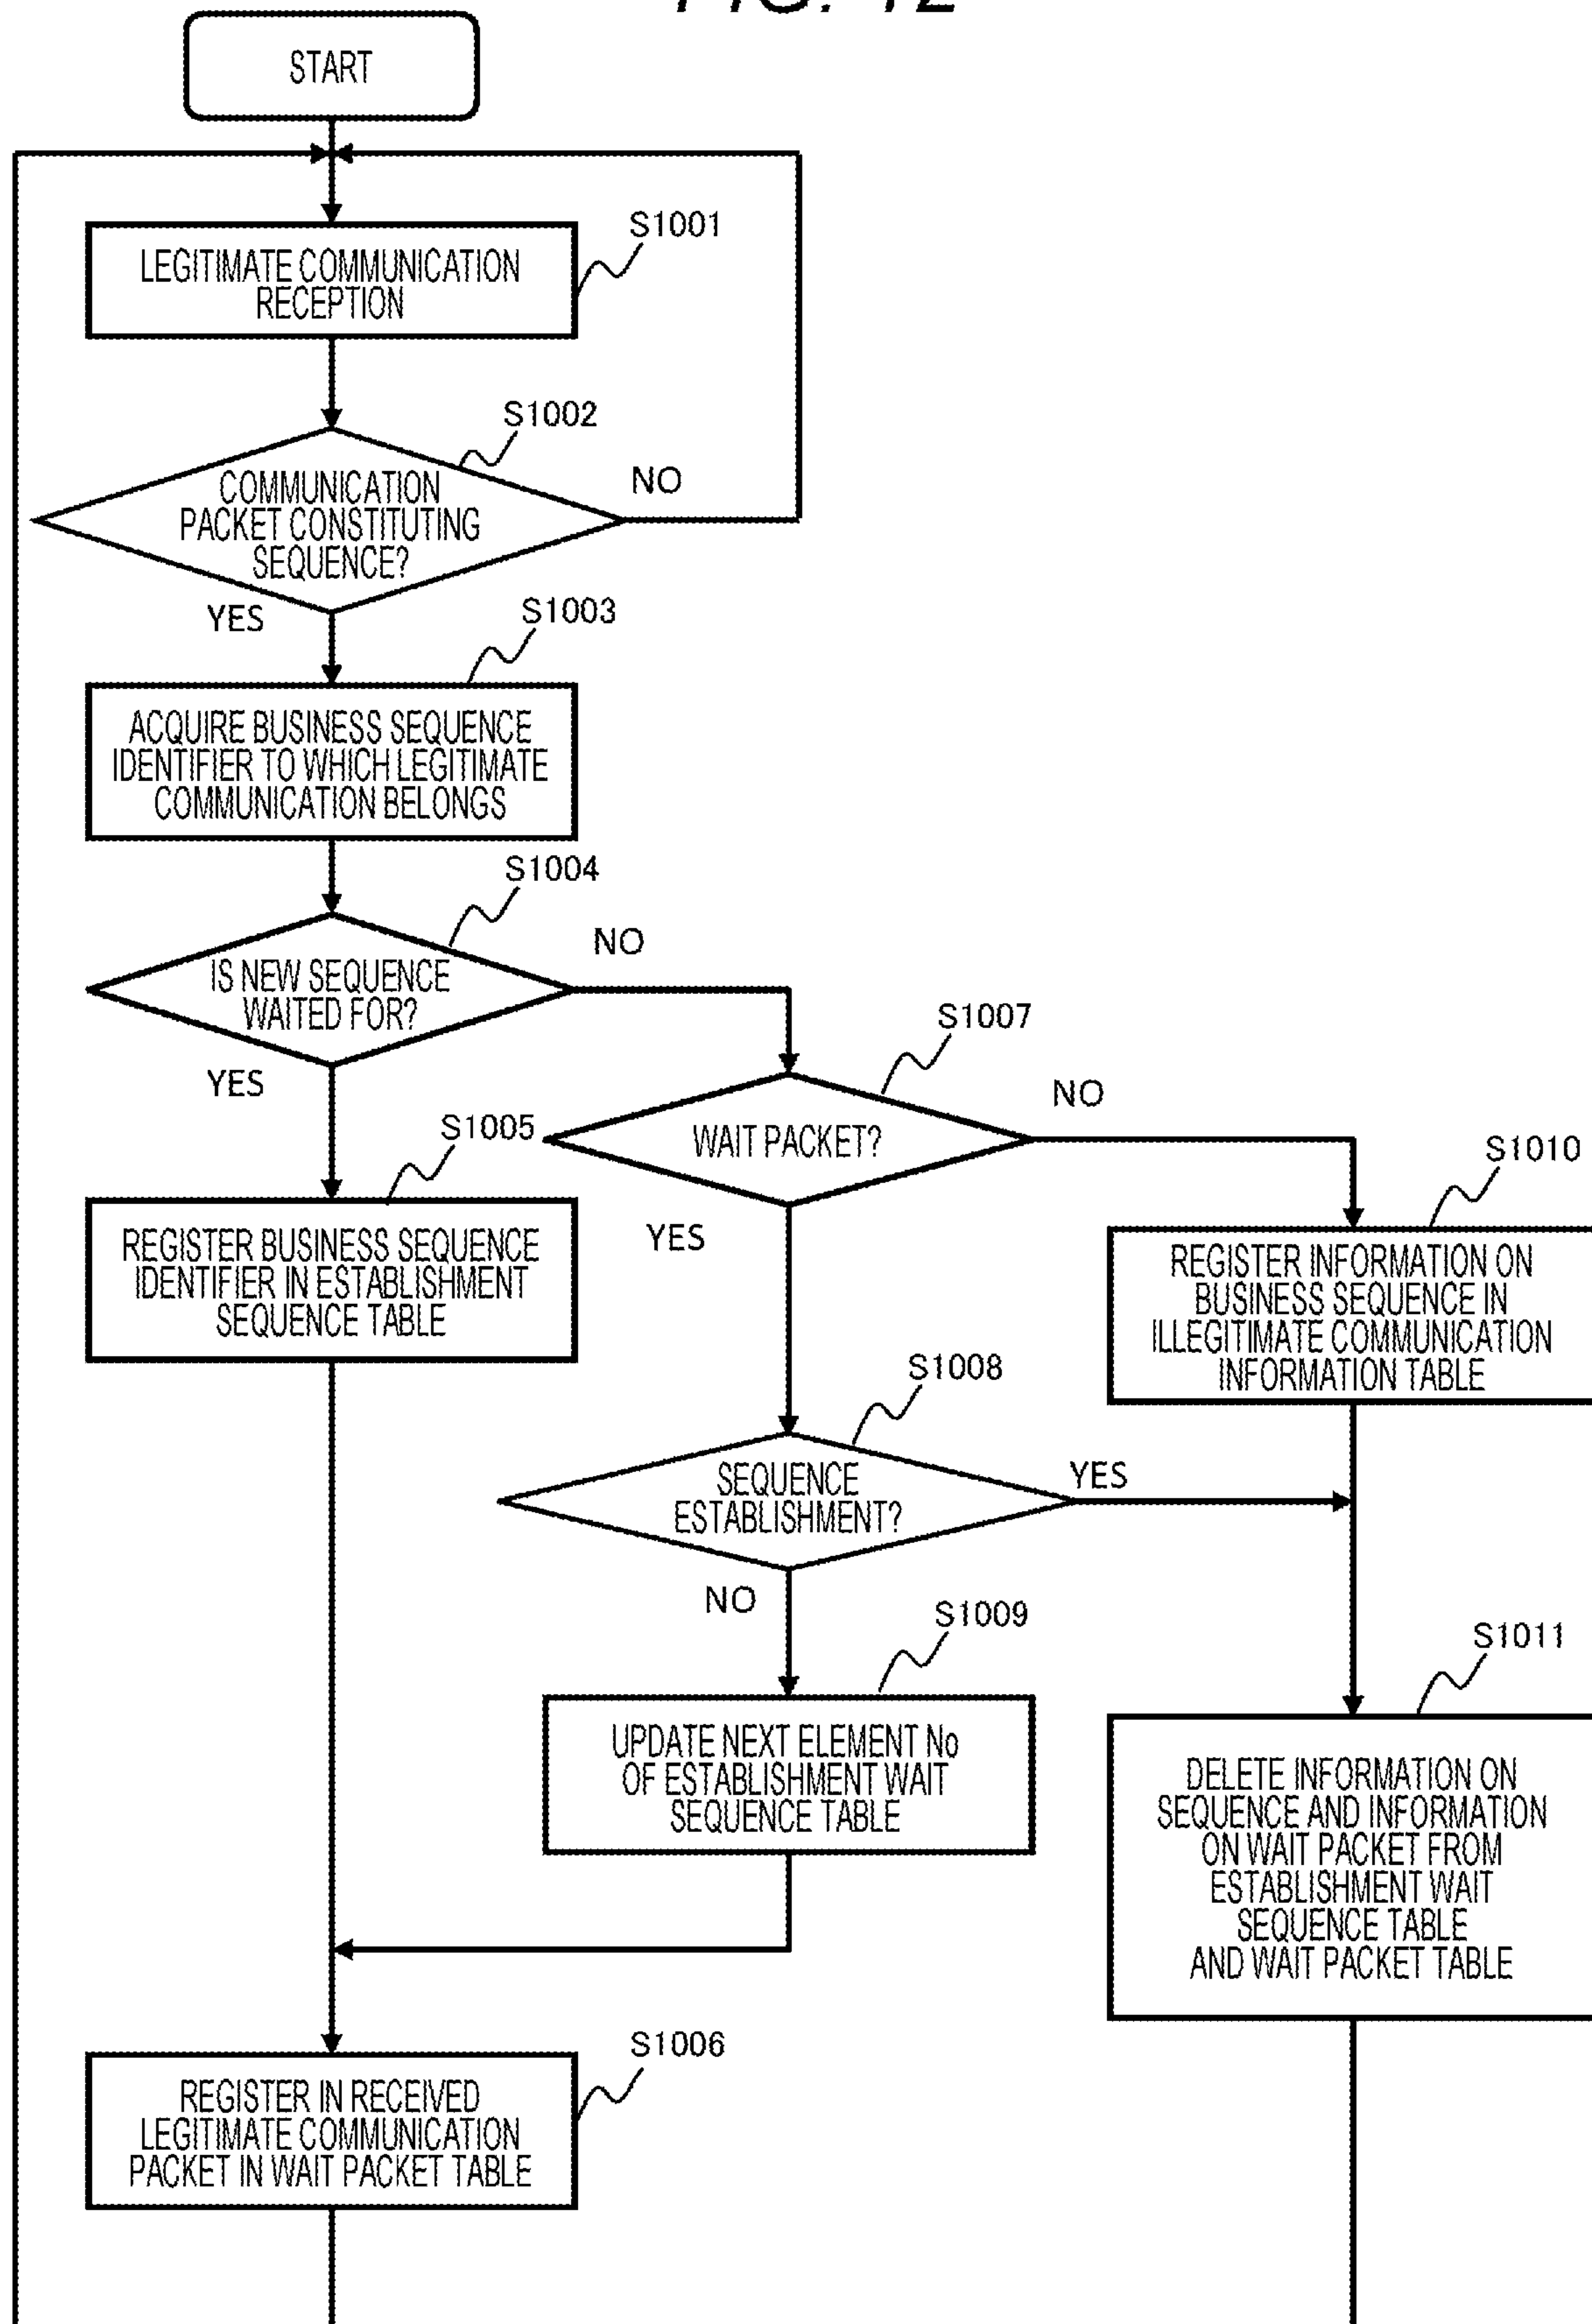 FIG. 12
START
S1001
LEGITIMATE COMMUNICATION
RECEPTION
S1002
COMMUNICATION
PACKET CONSTITUTING
SEQUENCE?
NO
YES
S1003
ACQUIRE BUSINESS SEQUENCE
IDENTIFIER TO WHICH LEGITIMATE
COMMUNICATION BELONGS
S1004
NO
IS NEW SEQUENCE
WAITED FOR?
YES
S1007
NO
WAIT PACKET?
YES
S1005
REGISTER BUSINESS SEQUENCE
IDENTIFIER IN ESTABLISHMENT
SEQUENCE TABLE
S1010
REGISTER INFORMATION ON
BUSINESS SEQUENCE IN
ILLEGITIMATE COMMUNICATION
INFORMATION TABLE
S1008
SEQUENCE
ESTABLISHMENT?
YES
NO
S1009
UPDATE NEXT ELEMENT No
OF ESTABLISHMENT WAIT
SEQUENCE TABLE
S1011
DELETE INFORMATION ON
SEQUENCE AND INFORMATION
ON WAIT PACKET FROM
ESTABLISHMENT WAIT
SEQUENCE TABLE
AND WAIT PACKET TABLE
S1006
REGISTER IN RECEIVED
LEGITIMATE COMMUNICATION
PACKET IN WAIT PACKET TABLE